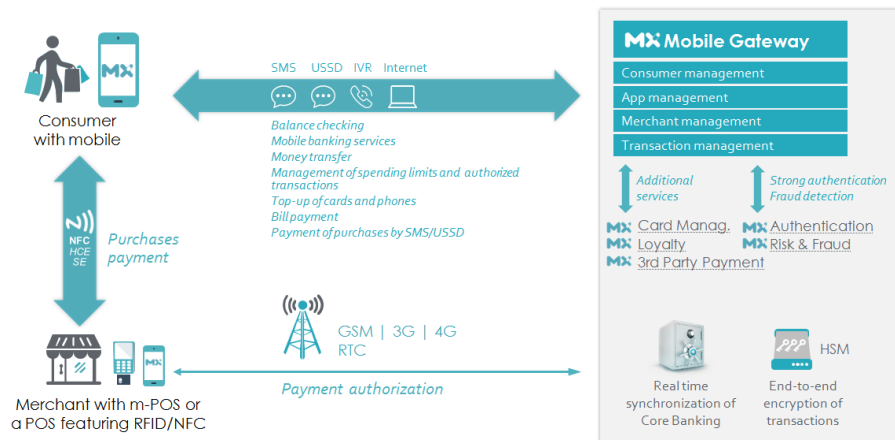 MX
Consumer
with mobile
SMS USSD IVR Internet
Balance checking
Mobile banking services
Money transfer
Management of spending limits and authorized
transactions
Top-up of cards and phones
Bill payment
Payment of purchases by SMS/USSD
MX Mobile Gateway
Consumer management
App management
Merchant management
Transaction management
Additional
services
Strong authentication
Fraud detection
MX Card Manag.
MX Loyalty
MX 3rd Party Payment
MX Authentication
MX Risk & Fraud
NFC
HCE
SE
Purchases
payment
GSM | 3G | 4G
RTC
Payment authorization
MX
Merchant with m-POS or
a POS featuring RFID/NFC
HSM
Real time
synchronization of
Core Banking
End-to-end
encryption of
transactions